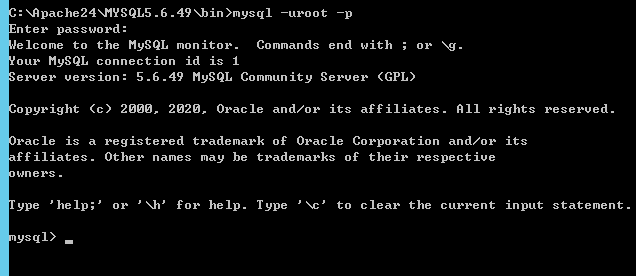 C:\Apache24\MYSQL5.6.49\bin>mysql -uroot -p
Enter password:
Welcome to the MySQL monitor.  Commands end with ; or \g.
Your MySQL connection id is 1
Server version: 5.6.49 MySQL Community Server (GPL)

Copyright (c) 2000, 2020, Oracle and/or its affiliates. All rights reserved.

Oracle is a registered trademark of Oracle Corporation and/or its
affiliates. Other names may be trademarks of their respective
owners.

Type 'help;' or '\h' for help. Type '\c' to clear the current input statement.

mysql> _